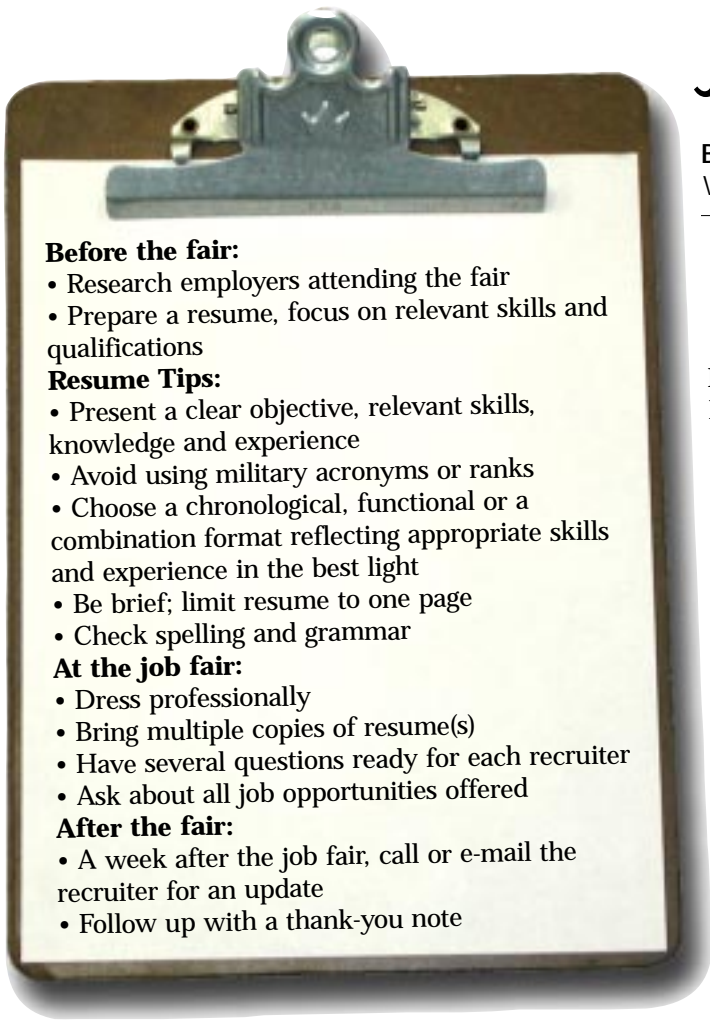 Before the fair:
• Research employers attending the fair
• Prepare a resume, focus on relevant skills and
qualifications
Resume Tips:
• Present a clear objective, relevant skills,
knowledge and experience
• Avoid using military acronyms or ranks
• Choose a chronological, functional or a
combination format reflecting appropriate skills
and experience in the best light
• Be brief; limit resume to one page
• Check spelling and grammar
At the job fair:
• Dress professionally
• Bring multiple copies of resume(s)
• Have several questions ready for each recruiter
• Ask about all job opportunities offered
After the fair:
• A week after the job fair, call or e-mail the
recruiter for an update
• Follow up with a thank-you note